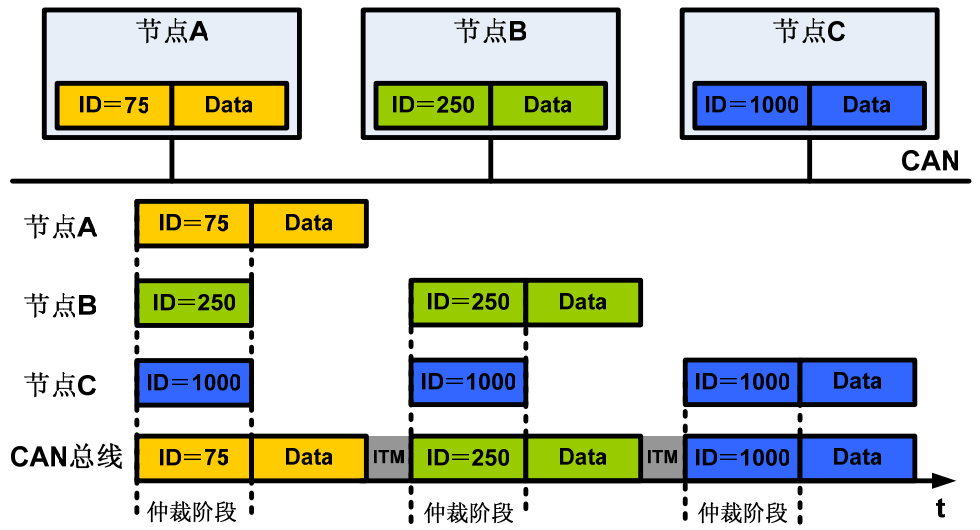 节点A 节点B 节点C
ID=75 Data ID=250 Data ID=1000 Data
CAN
节点A ID=75 Data
节点B ID=250 ID=250 Data
节点C ID=1000 ID=1000 ID=1000 Data
CAN总线 ID=75 Data ITM ID=250 Data ITM ID=1000 Data
t
仲裁阶段 仲裁阶段 仲裁阶段